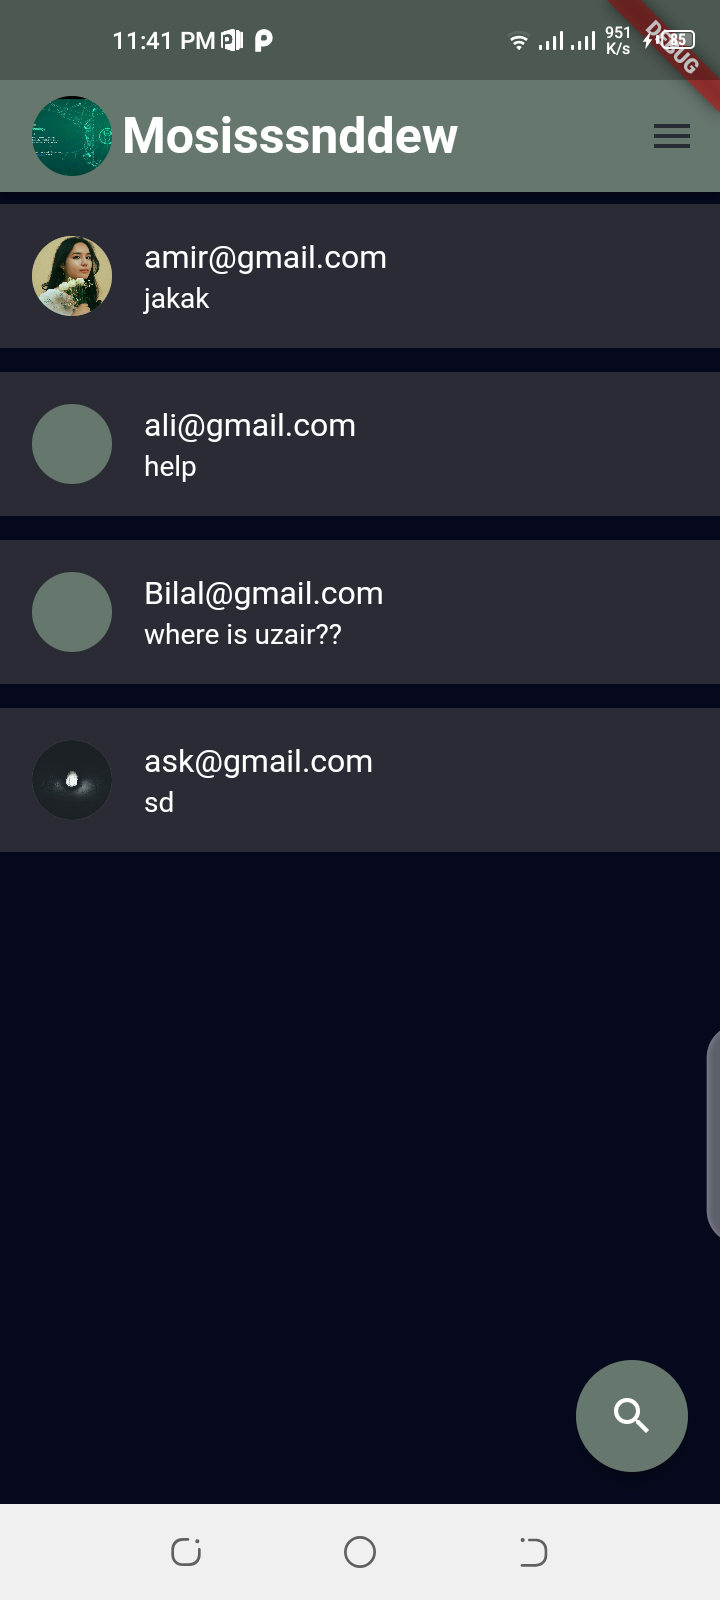 11:41 PM
951
K/s
85
DEBUG
Mosisssnddew
amir@gmail.com
jakak
ali@gmail.com
help
Bilal@gmail.com
where is uzair??
ask@gmail.com
sd